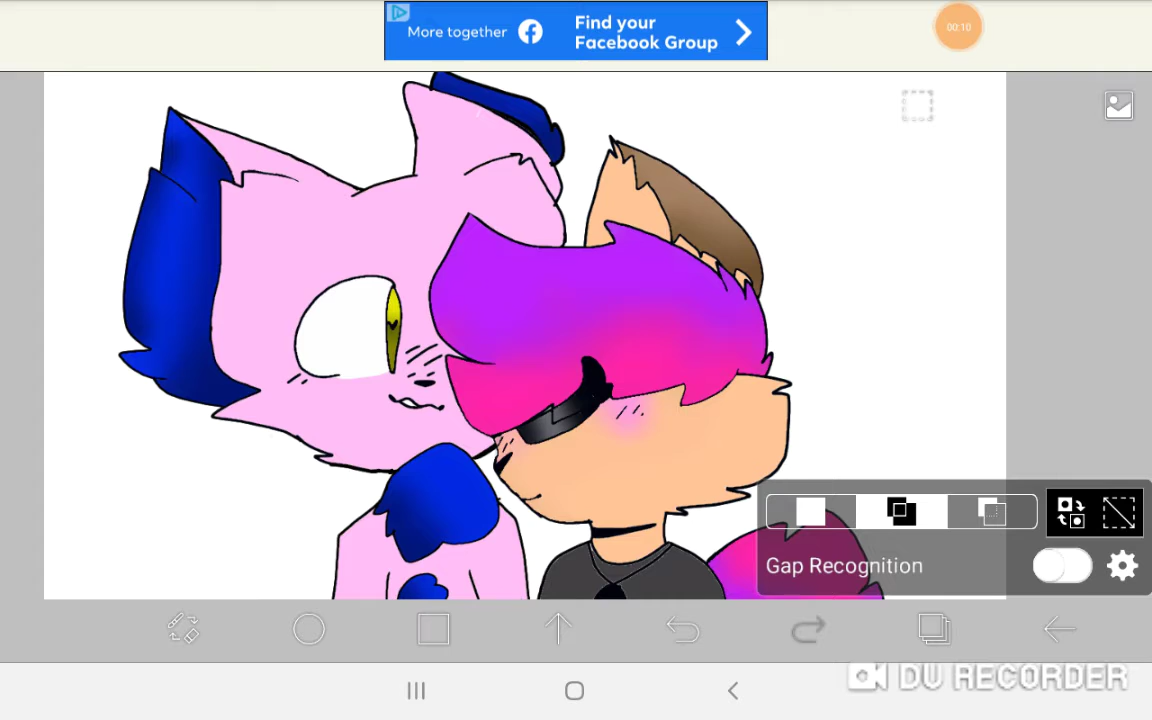 More together
Find your
Facebook Group
00:10
Gap Recognition
DU RECORDER